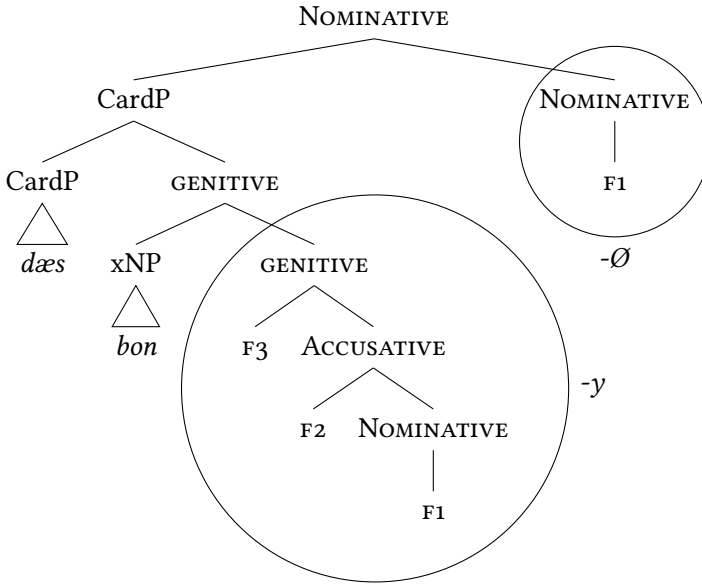 NOMINATIVE
CardP NOMINATIVE
CardP GENITIVE F1
dæs xNP GENITIVE -Ø
bon F3 ACCUSATIVE -y
F2 NOMINATIVE
F1